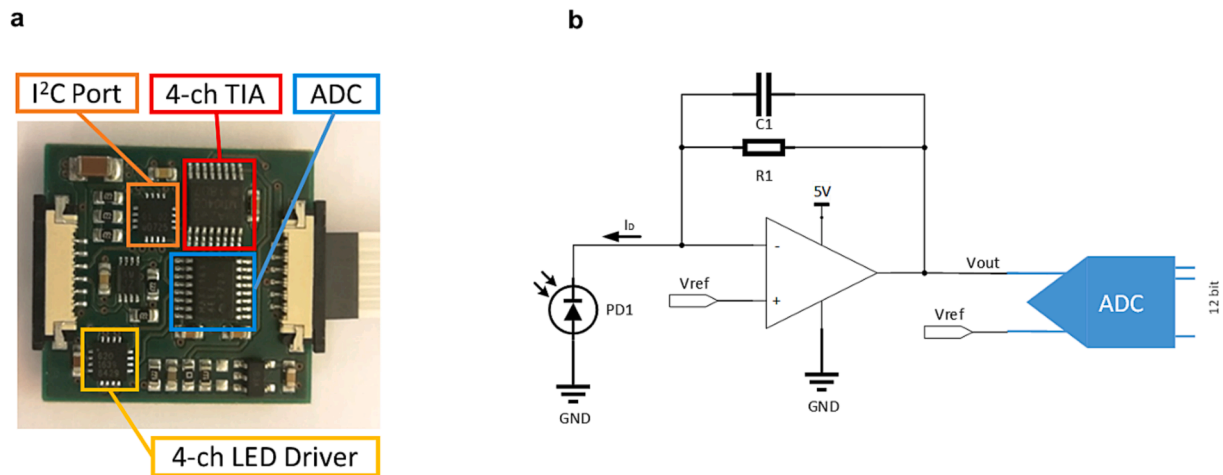 a
b
I²C Port
4-ch TIA
ADC
4-ch LED Driver
C1
R1
5V
I_D
Vref
PD1
GND
GND
Vout
Vref
ADC
12 bit